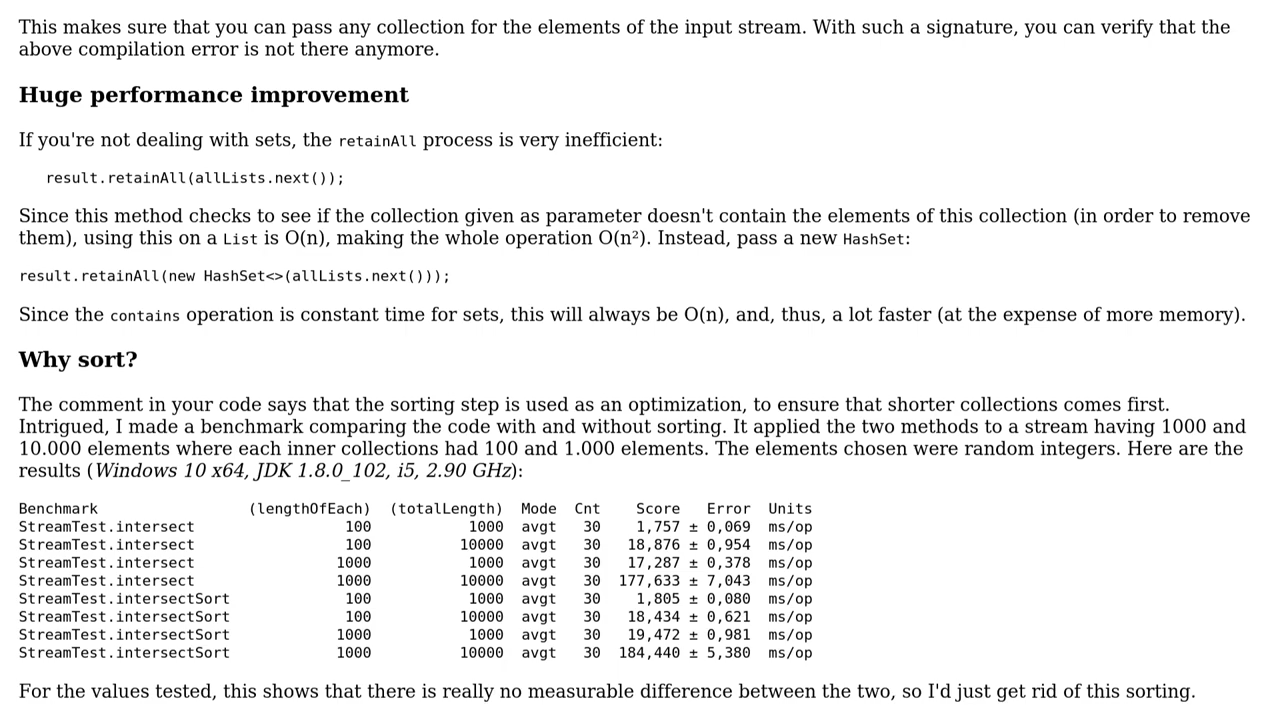 This makes sure that you can pass any collection for the elements of the input stream. With such a signature, you can verify that the
above compilation error is not there anymore.
Huge performance improvement
If you're not dealing with sets, the retainAll process is very inefficient:
result.retainAll(allLists.next());
Since this method checks to see if the collection given as parameter doesn't contain the elements of this collection (in order to remove
them), using this on a List is O(n), making the whole operation O(n²). Instead, pass a new HashSet:
result.retainAll(new HashSet<>(allLists.next()));
Since the contains operation is constant time for sets, this will always be O(n), and, thus, a lot faster (at the expense of more memory).
Why sort?
The comment in your code says that the sorting step is used as an optimization, to ensure that shorter collections comes first.
Intrigued, I made a benchmark comparing the code with and without sorting. It applied the two methods to a stream having 1000 and
10.000 elements where each inner collections had 100 and 1.000 elements. The elements chosen were random integers. Here are the
results (Windows 10 x64, JDK 1.8.0_102, i5, 2.90 GHz):
Benchmark (lengthOfEach) (totalLength) Mode Cnt Score Error Units
StreamTest.intersect 100 1000 avgt 30 1,757 ± 0,069 ms/op
StreamTest.intersect 100 10000 avgt 30 18,876 ± 0,954 ms/op
StreamTest.intersect 1000 1000 avgt 30 17,287 ± 0,378 ms/op
StreamTest.intersect 1000 10000 avgt 30 177,633 ± 7,043 ms/op
StreamTest.intersectSort 100 1000 avgt 30 1,805 ± 0,080 ms/op
StreamTest.intersectSort 100 10000 avgt 30 18,434 ± 0,621 ms/op
StreamTest.intersectSort 1000 1000 avgt 30 19,472 ± 0,981 ms/op
StreamTest.intersectSort 1000 10000 avgt 30 184,440 ± 5,380 ms/op
For the values tested, this shows that there is really no measurable difference between the two, so I'd just get rid of this sorting.